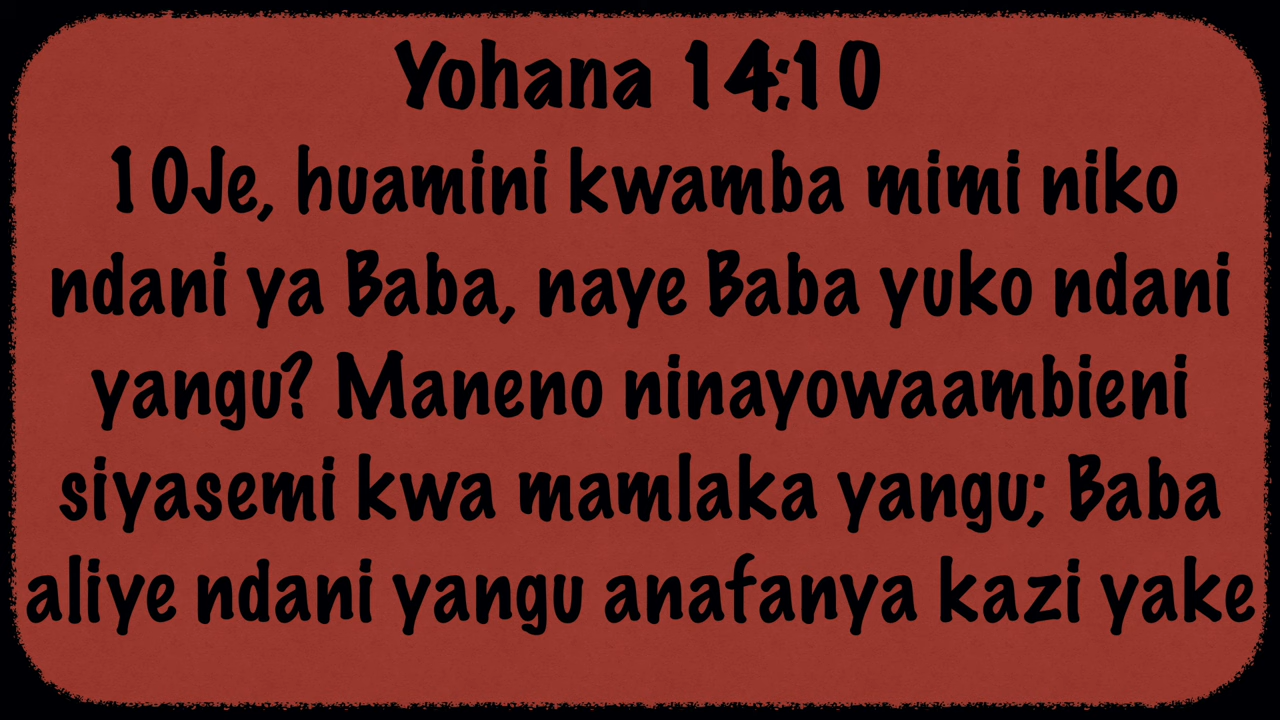 Yohana 14:10
10Je, huamini kwamba mimi niko
ndani ya Baba, naye Baba yuko ndani
yangu? Maneno ninayowaambieni
siyasemi kwa mamlaka yangu; Baba
aliye ndani yangu anafanya kazi yake